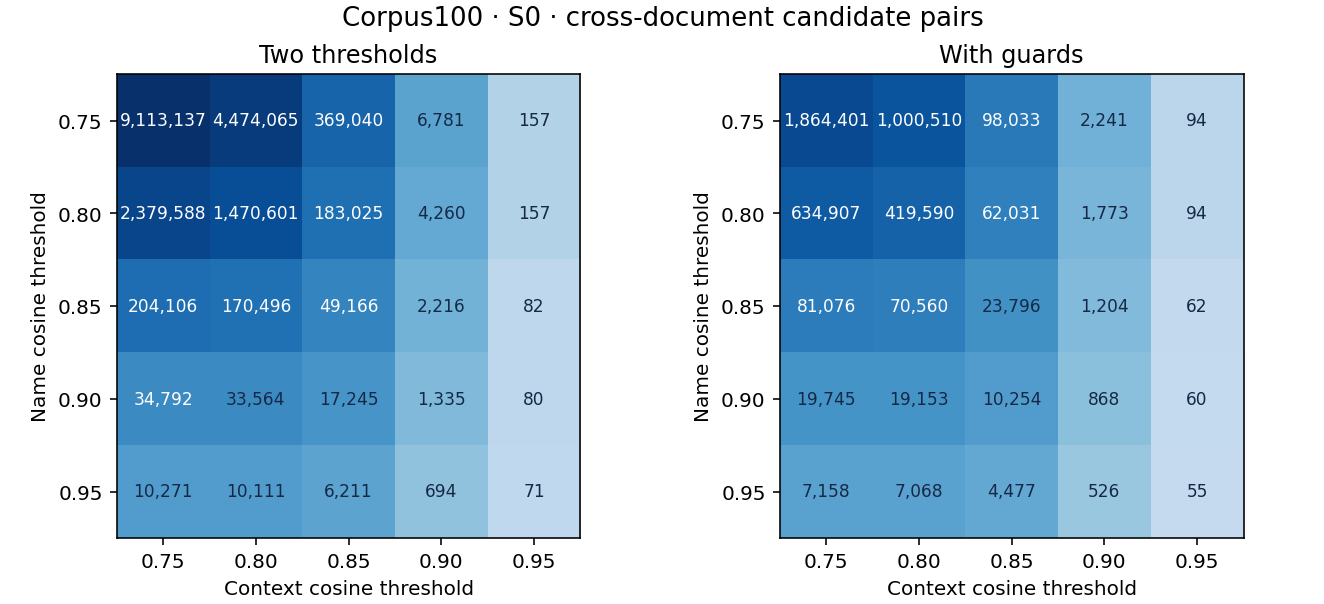 Corpus100 · S0 · cross-document candidate pairs
Two thresholds
Name cosine threshold
0.75 9,113,137 4,474,065 369,040 6,781 157
0.80 2,379,588 1,470,601 183,025 4,260 157
0.85 204,106 170,496 49,166 2,216 82
0.90 34,792 33,564 17,245 1,335 80
0.95 10,271 10,111 6,211 694 71
0.75 0.80 0.85 0.90 0.95
Context cosine threshold
With guards
Name cosine threshold
0.75 1,864,401 1,000,510 98,033 2,241 94
0.80 634,907 419,590 62,031 1,773 94
0.85 81,076 70,560 23,796 1,204 62
0.90 19,745 19,153 10,254 868 60
0.95 7,158 7,068 4,477 526 55
0.75 0.80 0.85 0.90 0.95
Context cosine threshold